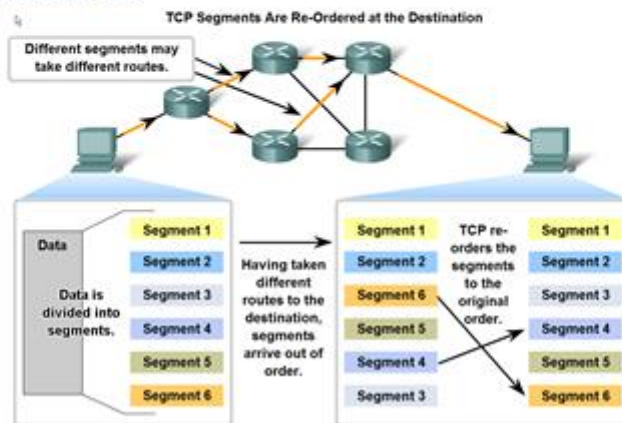 TCP Segments Are Re-Ordered at the Destination
Different segments may
take different routes.
Data
Data is
divided into
segments.
Segment 1
Segment 2
Segment 3
Segment 4
Segment 5
Segment 6
Having taken
different
routes to the
destination,
segments
arrive out of
order.
Segment 1
Segment 2
Segment 6
Segment 5
Segment 4
Segment 3
TCP re-
orders the
segments
to the
original
order.
Segment 1
Segment 2
Segment 3
Segment 4
Segment 5
Segment 6